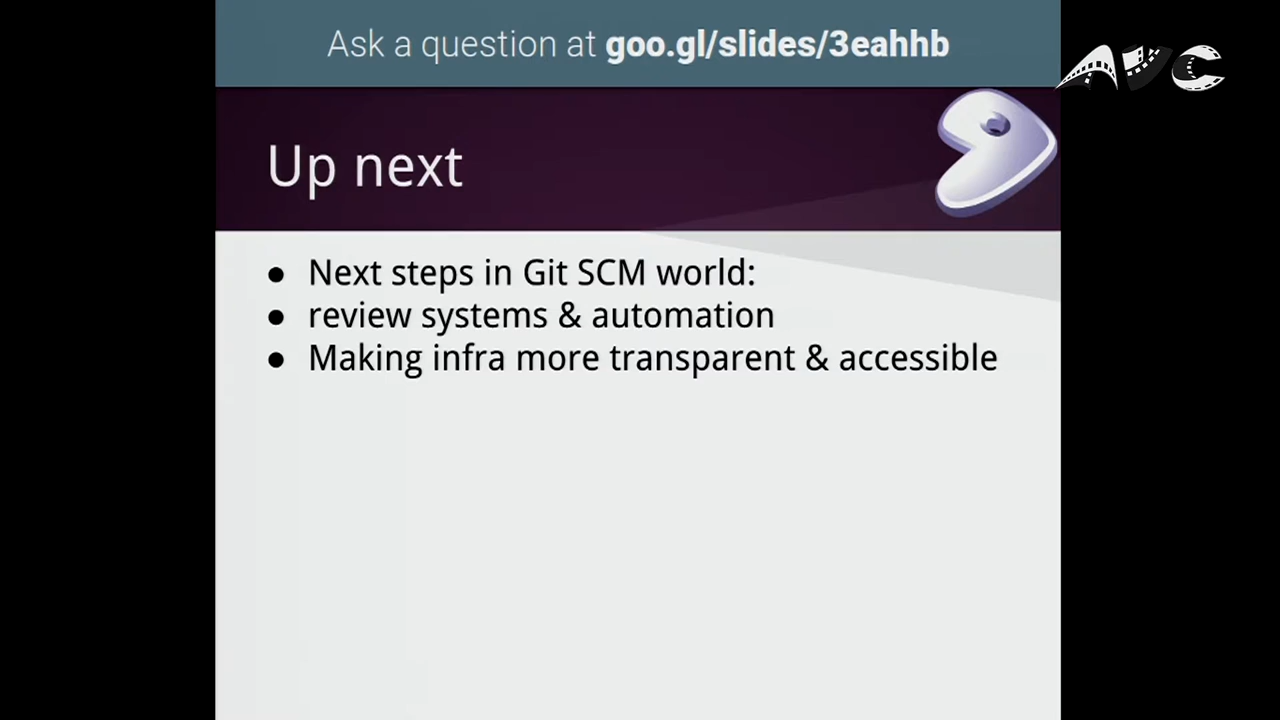 Ask a question at goo.gl/slides/3eahhb
AVC
Up next
● Next steps in Git SCM world:
● review systems & automation
● Making infra more transparent & accessible